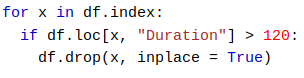 for x in df.index:
  if df.loc[x, "Duration"] > 120:
    df.drop(x, inplace = True)